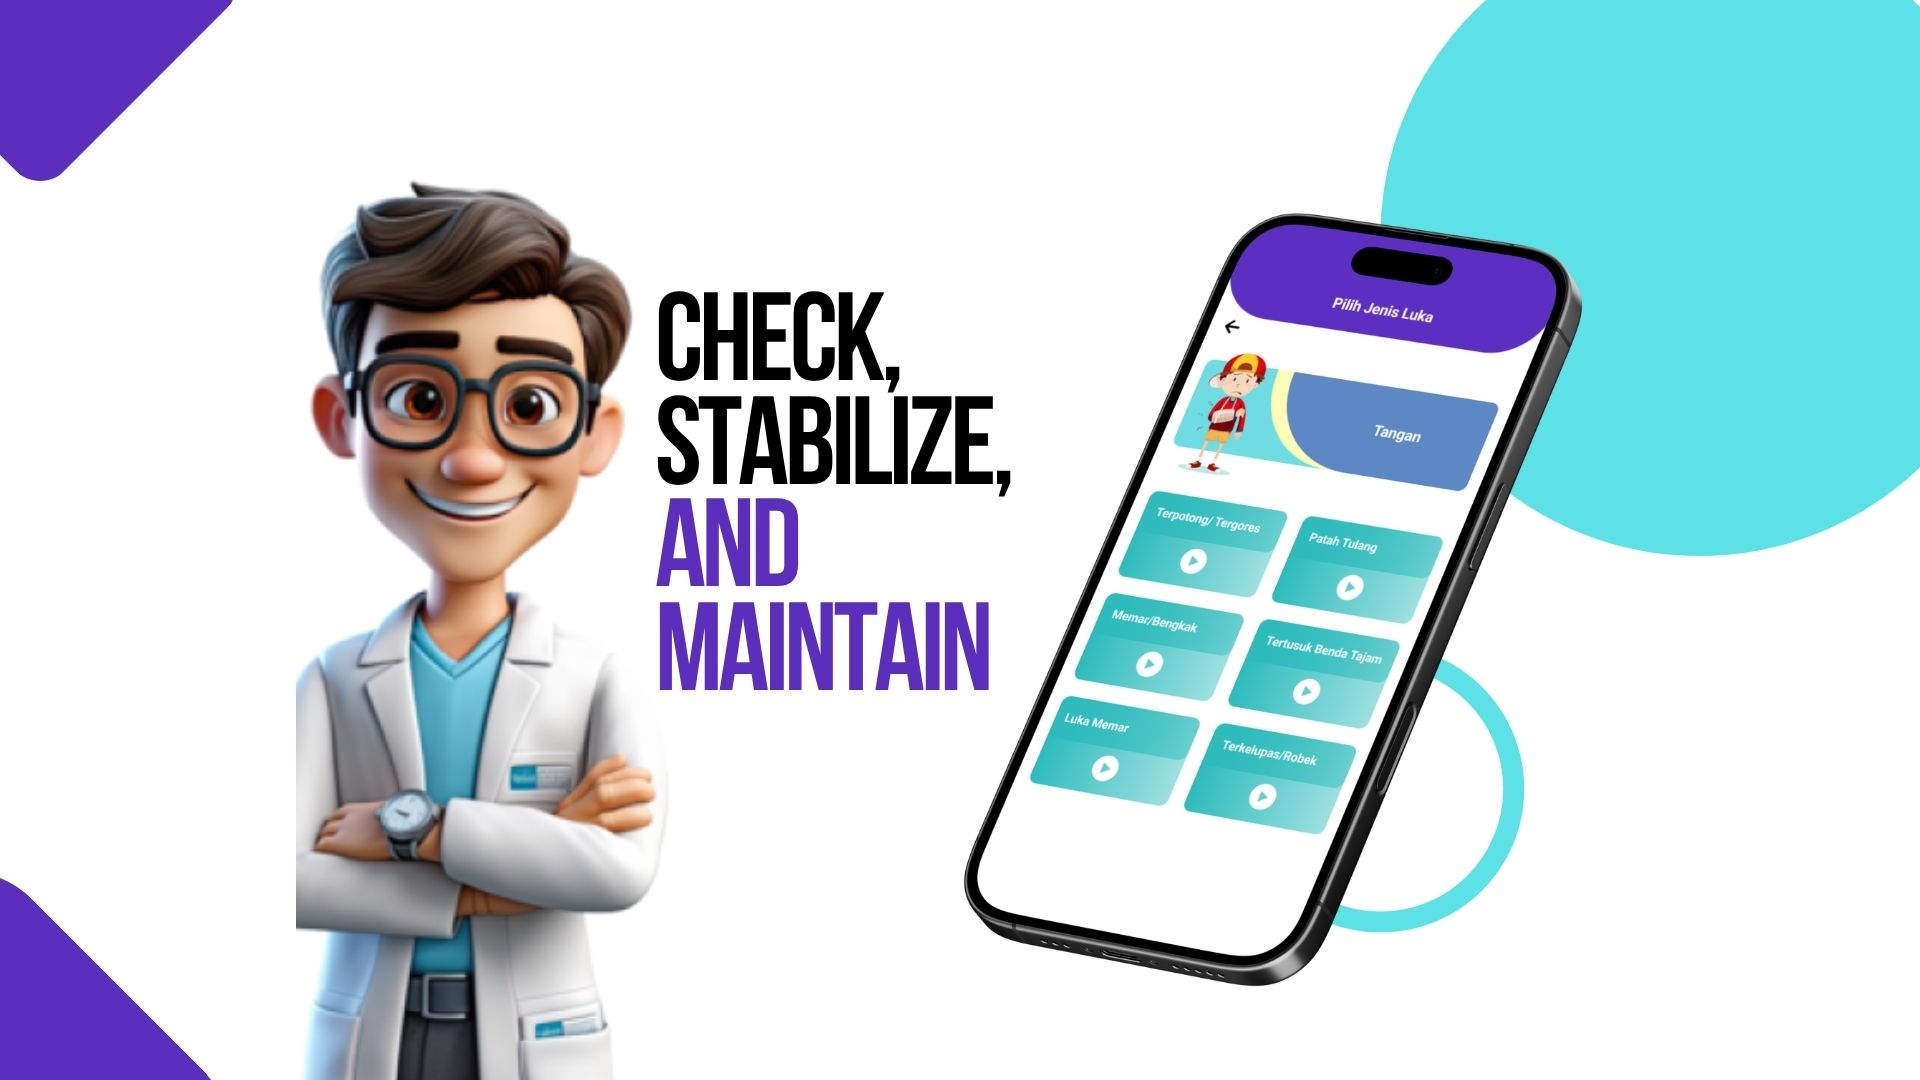 CHECK,
STABILIZE,
AND
MAINTAIN
Pilih Jenis Luka
Tangan
Terpotong/ Tergores
Patah Tulang
Memar/Bengkak
Tertusuk Benda Tajam
Luka Memar
Terkelupas/Robek